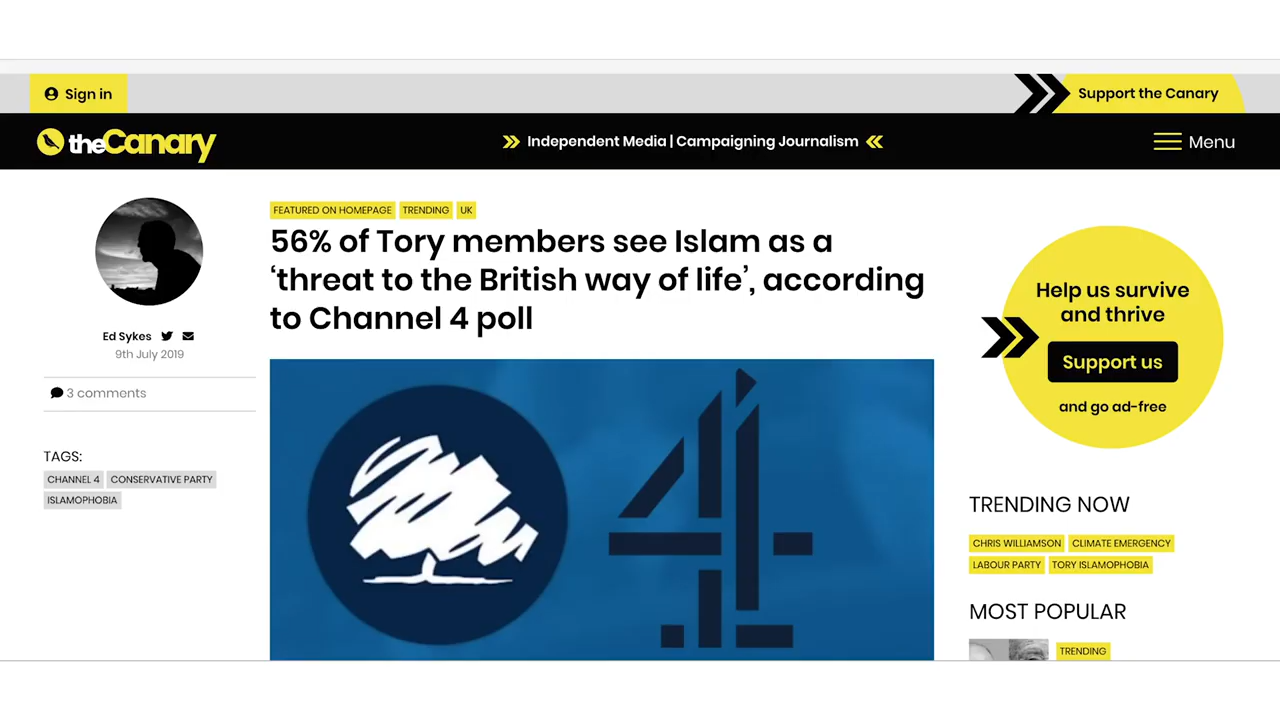 Sign in
Support the Canary
theCanary
Independent Media | Campaigning Journalism
Menu
Ed Sykes
9th July 2019
3 comments
TAGS:
CHANNEL 4
CONSERVATIVE PARTY
ISLAMOPHOBIA
FEATURED ON HOMEPAGE
TRENDING
UK
56% of Tory members see Islam as a
‘threat to the British way of life’, according
to Channel 4 poll
4
Help us survive
and thrive
Support us
and go ad-free
TRENDING NOW
CHRIS WILLIAMSON
CLIMATE EMERGENCY
LABOUR PARTY
TORY ISLAMOPHOBIA
MOST POPULAR
TRENDING